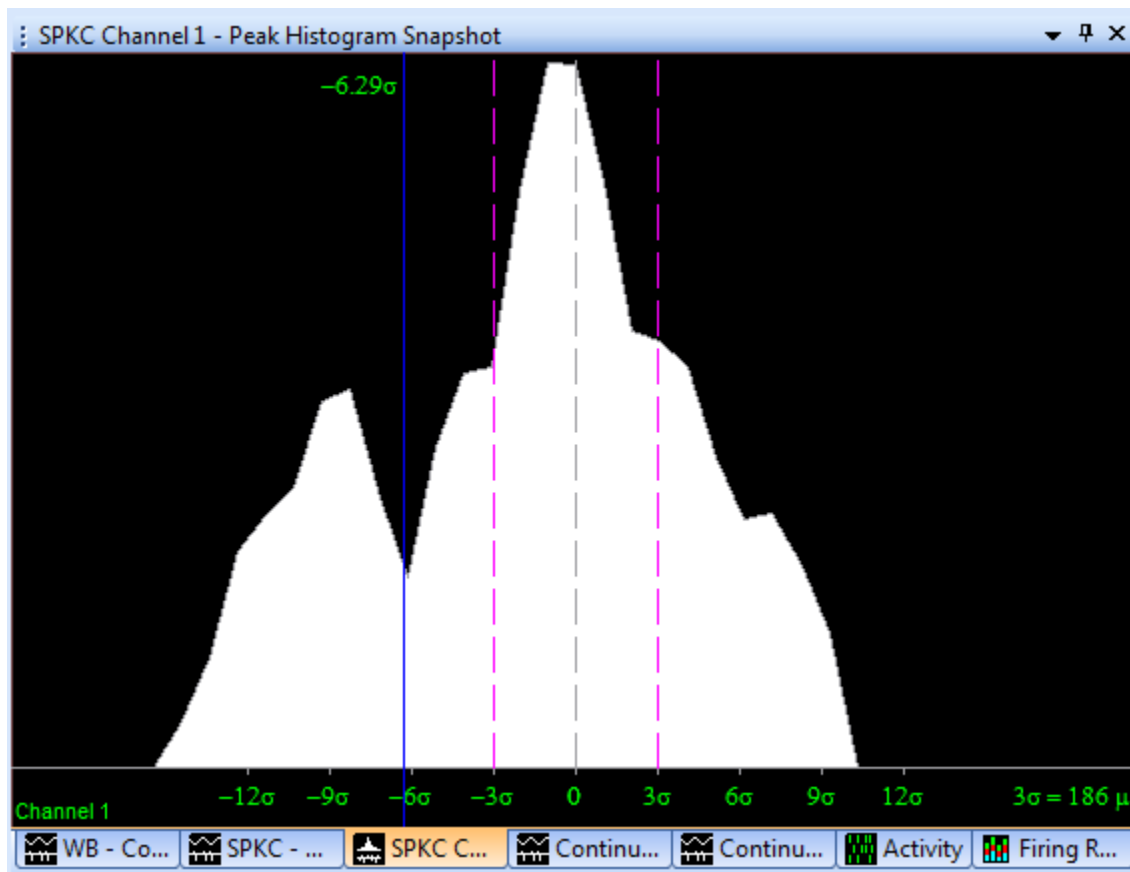 SPKC Channel 1 - Peak Histogram Snapshot
−6.29σ
−12σ −9σ −6σ −3σ 0 3σ 6σ 9σ 12σ 3σ = 186 µ
Channel 1
WB - Co... SPKC - ... SPKC C... Continu... Continu... Activity Firing R...